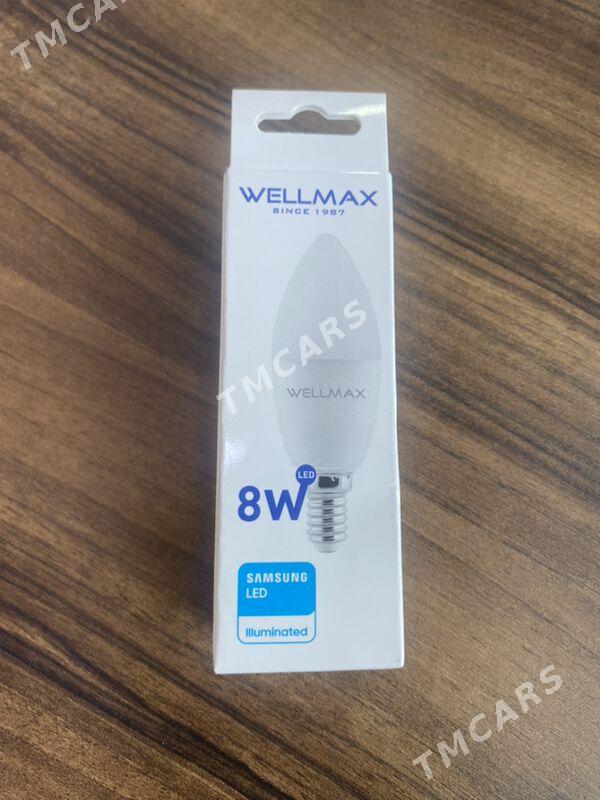 TMCARS
WELLMAX
SINCE 1987
TMCARS
WELLMAX
LED
8W
SAMSUNG
LED
Illuminated
TMCARS